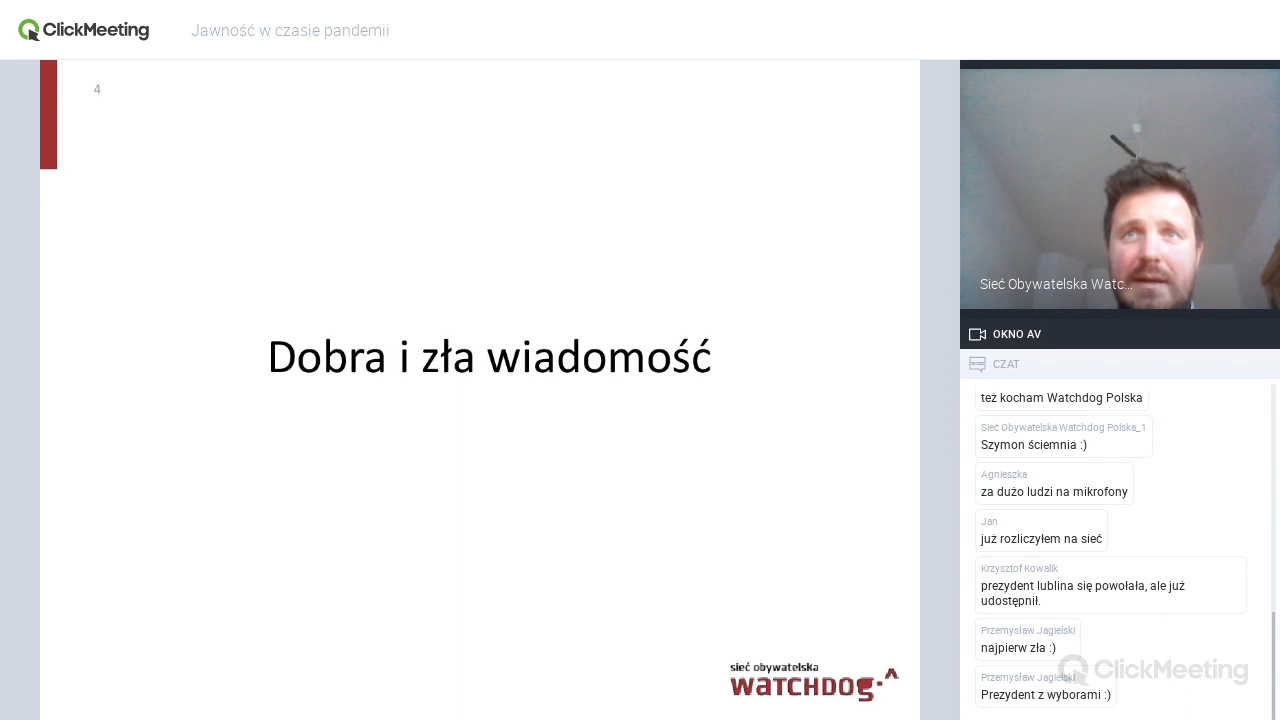 ClickMeeting
Jawność w czasie pandemii
4
Dobra i zła wiadomość
sieć obywatelska
WATCHDOG
Sieć Obywatelska Watc...
OKNO AV
CZAT
też kocham Watchdog Polska
Sieć Obywatelska Watchdog Polska_1
Szymon ściemnia :)
Agnieszka
za dużo ludzi na mikrofony
Jan
już rozliczyłem na sieć
Krzysztof Kowalik
prezydent lublina się powołała, ale już
udostępnił.
Przemysław Jagielski
najpierw zła :)
Przemysław Jagielski
Prezydent z wyborami :)
ClickMeeting